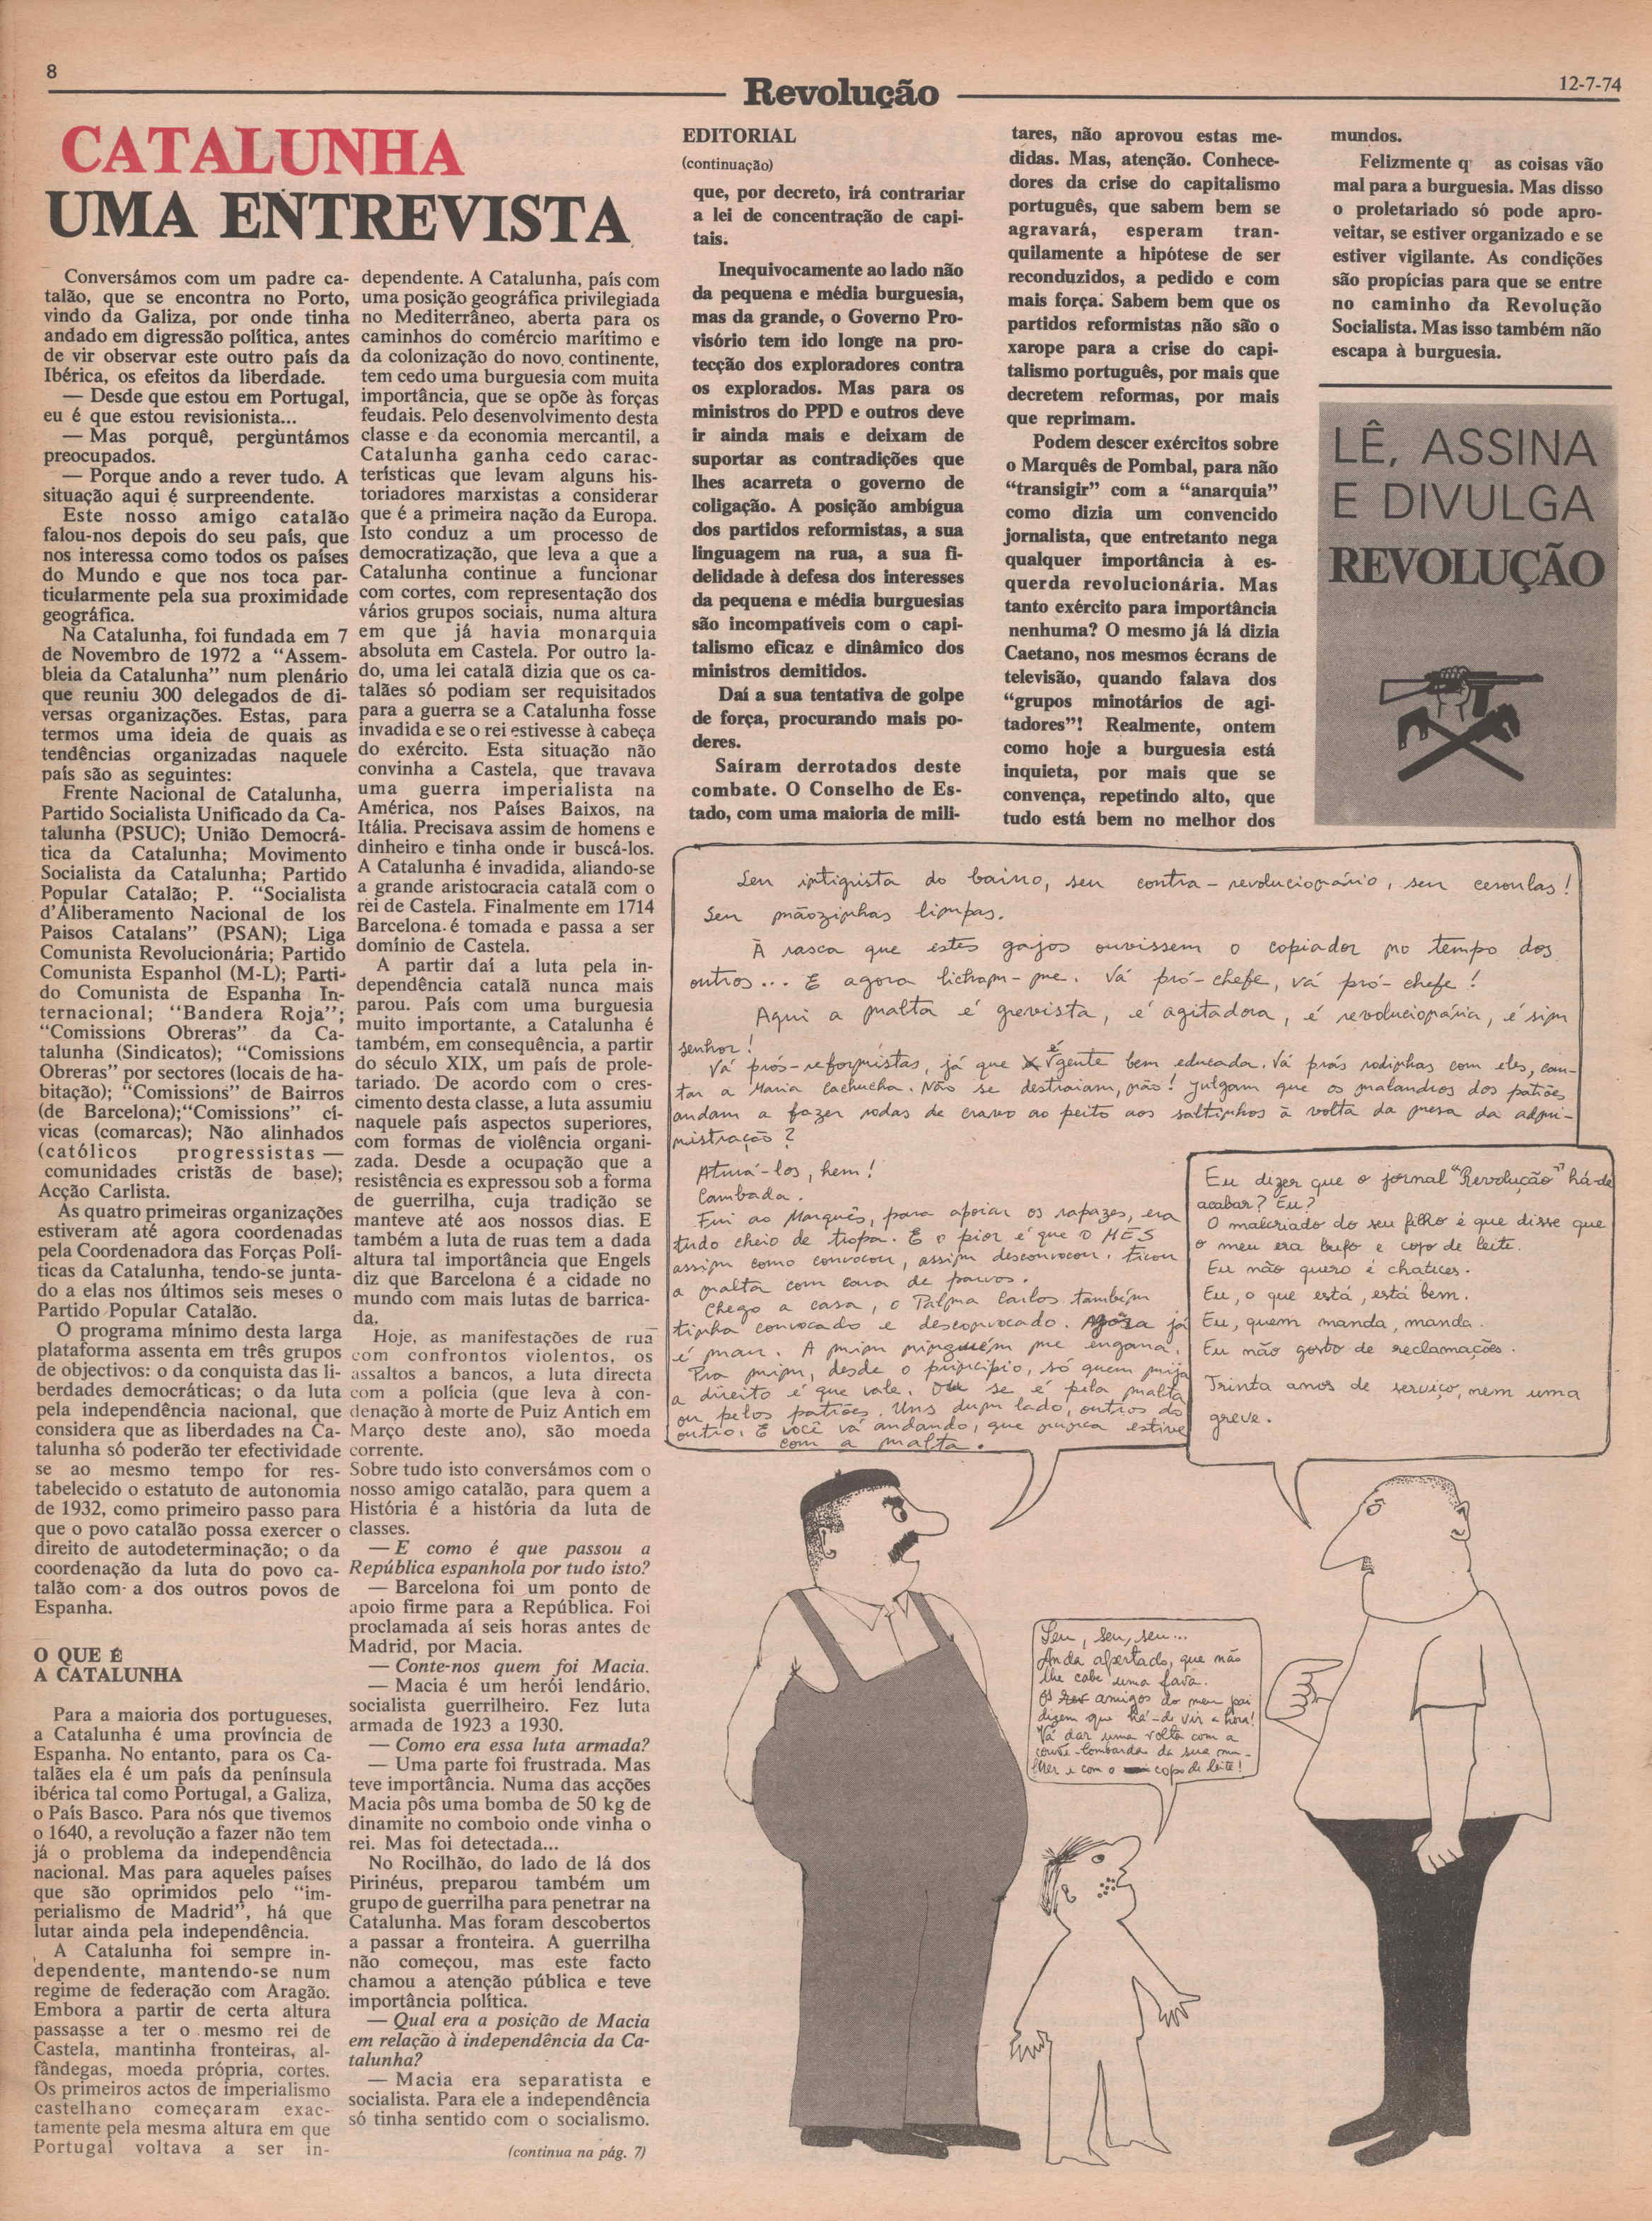 8
Revolução
12-7-74
CATALUNHA
UMA ENTREVISTA
Conversámos com um padre ca-
talão, que se encontra no Porto,
vindo da Galiza, por onde tinha
andado em digressão política, antes
de vir observar este outro país da
Ibérica, os efeitos da liberdade.
— Desde que estou em Portugal,
eu é que estou revisionista...
— Mas porquê, perguntámos
preocupados.
— Porque ando a rever tudo. A
situação aqui é surpreendente.
Este nosso amigo catalão
falou-nos depois do seu país, que
nos interessa como todos os países
do Mundo e que nos toca par-
ticularmente pela sua proximidade
geográfica.
Na Catalunha, foi fundada em 7
de Novembro de 1972 a “Assem-
bleia da Catalunha” num plenário
que reuniu 300 delegados de di-
versas organizações. Estas, para
termos uma ideia de quais as
tendências organizadas naquele
país são as seguintes:
Frente Nacional de Catalunha,
Partido Socialista Unificado da Ca-
talunha (PSUC); União Democrá-
tica da Catalunha; Movimento
Socialista da Catalunha; Partido
Popular Catalão; P. “Socialista
d’Aliberamento Nacional de los
Paisos Catalans” (PSAN); Liga
Comunista Revolucionária; Partido
Comunista Espanhol (M-L); Parti-
do Comunista de Espanha In-
ternacional; “Bandera Roja”;
“Comissions Obreras” da Ca-
talunha (Sindicatos); “Comissions
Obreras” por sectores (locais de ha-
bitação); “Comissions” de Bairros
(de Barcelona);“Comissions” cí-
vicas (comarcas); Não alinhados
(católicos progressistas —
comunidades cristãs de base);
Acção Carlista.
As quatro primeiras organizações
estiveram até agora coordenadas
pela Coordenadora das Forças Polí-
ticas da Catalunha, tendo-se junta-
do a elas nos últimos seis meses o
Partido Popular Catalão.
O programa mínimo desta larga
plataforma assenta em três grupos
de objectivos: o da conquista das li-
berdades democráticas; o da luta
pela independência nacional, que
considera que as liberdades na Ca-
talunha só poderão ter efectividade
se ao mesmo tempo for res-
tabelecido o estatuto de autonomia
de 1932, como primeiro passo para
que o povo catalão possa exercer o
direito de autodeterminação; o da
coordenação da luta do povo ca-
talão com a dos outros povos de
Espanha.
O QUE É
A CATALUNHA
Para a maioria dos portugueses,
a Catalunha é uma província de
Espanha. No entanto, para os Ca-
talães ela é um país da península
ibérica tal como Portugal, a Galiza,
o País Basco. Para nós que tivemos
o 1640, a revolução a fazer não tem
já o problema da independência
nacional. Mas para aqueles países
que são oprimidos pelo “im-
perialismo de Madrid”, há que
lutar ainda pela independência.
A Catalunha foi sempre in-
dependente, mantendo-se num
regime de federação com Aragão.
Embora a partir de certa altura
passasse a ter o mesmo rei de
Castela, mantinha fronteiras, al-
fândegas, moeda própria, cortes.
Os primeiros actos de imperialismo
castelhano começaram exac-
tamente pela mesma altura em que
Portugal voltava a ser in-
dependente. A Catalunha, país com
uma posição geográfica privilegiada
no Mediterrâneo, aberta para os
caminhos do comércio marítimo e
da colonização do novo continente,
tem cedo uma burguesia com muita
importância, que se opõe às forças
feudais. Pelo desenvolvimento desta
classe e da economia mercantil, a
Catalunha ganha cedo carac-
terísticas que levam alguns his-
toriadores marxistas a considerar
que é a primeira nação da Europa.
Isto conduz a um processo de
democratização, que leva a que a
Catalunha continue a funcionar
com cortes, com representação dos
vários grupos sociais, numa altura
em que já havia monarquia
absoluta em Castela. Por outro la-
do, uma lei catalã dizia que os ca-
talães só podiam ser requisitados
para a guerra se a Catalunha fosse
invadida e se o rei estivesse à cabeça
do exército. Esta situação não
convinha a Castela, que travava
uma guerra imperialista na
América, nos Países Baixos, na
Itália. Precisava assim de homens e
dinheiro e tinha onde ir buscá-los.
A Catalunha é invadida, aliando-se
a grande aristocracia catalã com o
rei de Castela. Finalmente em 1714
Barcelona é tomada e passa a ser
domínio de Castela.
A partir daí a luta pela in-
dependência catalã nunca mais
parou. País com uma burguesia
muito importante, a Catalunha é
também, em consequência, a partir
do século XIX, um país de prole-
tariado. De acordo com o cres-
cimento desta classe, a luta assumiu
naquele país aspectos superiores,
com formas de violência organi-
zada. Desde a ocupação que a
resistência es expressou sob a forma
de guerrilha, cuja tradição se
manteve até aos nossos dias. E
também a luta de ruas tem a dada
altura tal importância que Engels
diz que Barcelona é a cidade no
mundo com mais lutas de barrica-
da.
Hoje, as manifestações de rua
com confrontos violentos, os
assaltos a bancos, a luta directa
com a polícia (que leva à con-
denação à morte de Puiz Antich em
Março deste ano), são moeda
corrente.
Sobre tudo isto conversámos com o
nosso amigo catalão, para quem a
História é a história da luta de
classes.
— E como é que passou a
República espanhola por tudo isto?
— Barcelona foi um ponto de
apoio firme para a República. Foi
proclamada aí seis horas antes de
Madrid, por Macia.
— Conte-nos quem foi Macia.
— Macia é um herói lendário,
socialista guerrilheiro. Fez luta
armada de 1923 a 1930.
— Como era essa luta armada?
— Uma parte foi frustrada. Mas
teve importância. Numa das acções
Macia pôs uma bomba de 50 kg de
dinamite no comboio onde vinha o
rei. Mas foi detectada...
No Rocilhão, do lado de lá dos
Pirinéus, preparou também um
grupo de guerrilha para penetrar na
Catalunha. Mas foram descobertos
a passar a fronteira. A guerrilha
não começou, mas este facto
chamou a atenção pública e teve
importância política.
— Qual era a posição de Macia
em relação à independência da Ca-
talunha?
— Macia era separatista e
socialista. Para ele a independência
só tinha sentido com o socialismo.
(continua na pág. 7)
EDITORIAL
(continuação)
que, por decreto, irá contrariar
a lei de concentração de capi-
tais.
Inequivocamente ao lado não
da pequena e média burguesia,
mas da grande, o Governo Pro-
visório tem ido longe na pro-
tecção dos exploradores contra
os explorados. Mas para os
ministros do PPD e outros deve
ir ainda mais e deixam de
suportar as contradições que
lhes acarreta o governo de
coligação. A posição ambígua
dos partidos reformistas, a sua
linguagem na rua, a sua fi-
delidade à defesa dos interesses
da pequena e média burguesias
são incompatíveis com o capi-
talismo eficaz e dinâmico dos
ministros demitidos.
Daí a sua tentativa de golpe
de força, procurando mais po-
deres.
Saíram derrotados deste
combate. O Conselho de Es-
tado, com uma maioria de mili-
tares, não aprovou estas me-
didas. Mas, atenção. Conhece-
dores da crise do capitalismo
português, que sabem bem se
agravará, esperam tran-
quilamente a hipótese de ser
reconduzidos, a pedido e com
mais força. Sabem bem que os
partidos reformistas não são o
xarope para a crise do capi-
talismo português, por mais que
decretem reformas, por mais
que reprimam.
Podem descer exércitos sobre
o Marquês de Pombal, para não
“transigir” com a “anarquia”
como dizia um convencido
jornalista, que entretanto nega
qualquer importância à es-
querda revolucionária. Mas
tanto exército para importância
nenhuma? O mesmo já lá dizia
Caetano, nos mesmos écrans de
televisão, quando falava dos
“grupos minotários de agi-
tadores”! Realmente, ontem
como hoje a burguesia está
inquieta, por mais que se
convença, repetindo alto, que
tudo está bem no melhor dos
mundos.
Felizmente q as coisas vão
mal para a burguesia. Mas disso
o proletariado só pode apro-
veitar, se estiver organizado e se
estiver vigilante. As condições
são propícias para que se entre
no caminho da Revolução
Socialista. Mas isso também não
escapa à burguesia.
LÊ, ASSINA
E DIVULGA
REVOLUÇÃO
Seu intiguista do bairro, seu contra-revolucionário, seu ceroulas!
Seu mãozinhas limpas.
À rasca que estes gajos ouvissem o copiador no tempo dos
outros... E agora licham-me. Vá pró-chefe, vá pró-chefe!
Aqui a malta é grevista, é agitadora, é revolucionária, é sim
senhor!
Vá prós-reformistas, já que é gente bem educada. Vá prás rodinhas com eles, can-
tar a Maria Cachucha. Não se destraiam, não! Julgam que os malandros dos patrões
andam a fazer rodas de cravo ao peito aos saltinhos à volta da mesa da admi-
nistração?
Aturá-los, hem!
Cambada.
Fui ao Marquês, para apoiar os rapazes, era
tudo cheio de tropa. E o pior é que o MES
assim como convocou, assim desconvocou. Ficou
a malta com cara de parvos.
Chego a casa, o Palma Carlos também
tinha convocado e desconvocado. Agora já
é man. A mim ninguém me engana.
Pra mim, desde o princípio, só quem mija
a direito é que vale. Ou se é pela malta
ou pelos patrões. Uns dum lado, outros do
outro. E você vá andando, que nunca estive
com a malta.
Eu dizer que o jornal “Revolução” há-de
acabar? Eu?
O malcriado do seu filho é que disse que
o meu era bufo e copo de leite.
Eu não quero é chatices.
Eu, o que está, está bem.
Eu, quem manda, manda.
Eu não gosto de reclamações.
Trinta anos de serviço, nem uma
greve.
Seu, seu, seu...
Anda apertado, que não
lhe cabe uma fava.
Os amigos do meu pai
dizem que há-de vir a hora!
Vá dar uma volta com a
couve-lombarda da sua mu-
lher e com o copo de leite!